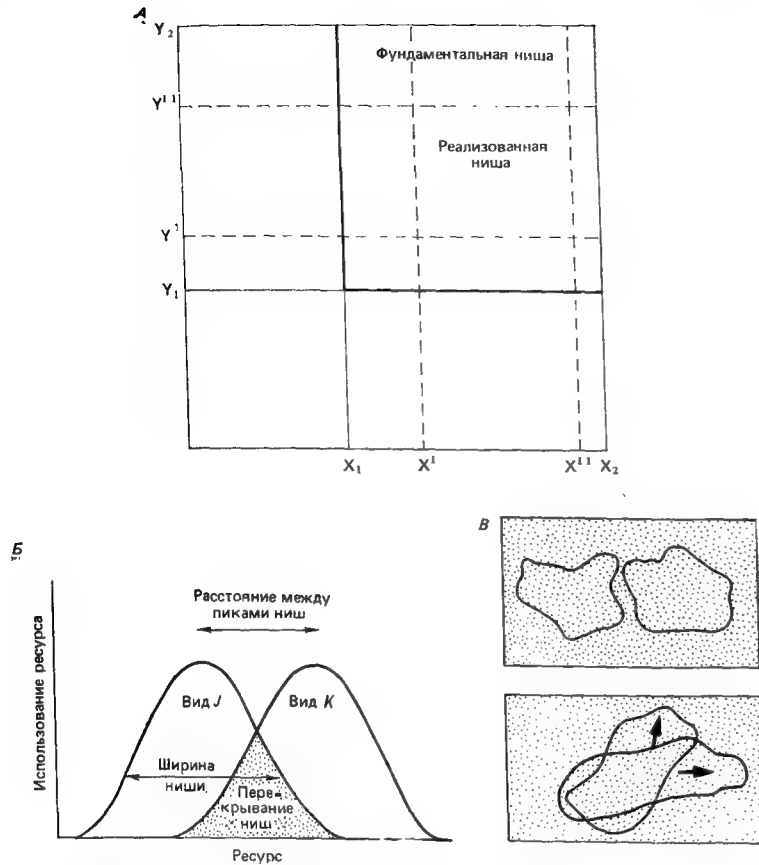 А
Y₂
Фундаментальная ниша
Y¹¹
Реализованная
ниша
Y¹
Y₁
X₁ X¹ X¹¹ X₂
Б
Расстояние между
пиками ниш
Использование ресурса
Вид J
Вид K
Ширина
ниши
Пере-
крывание
ниш
Ресурс
В